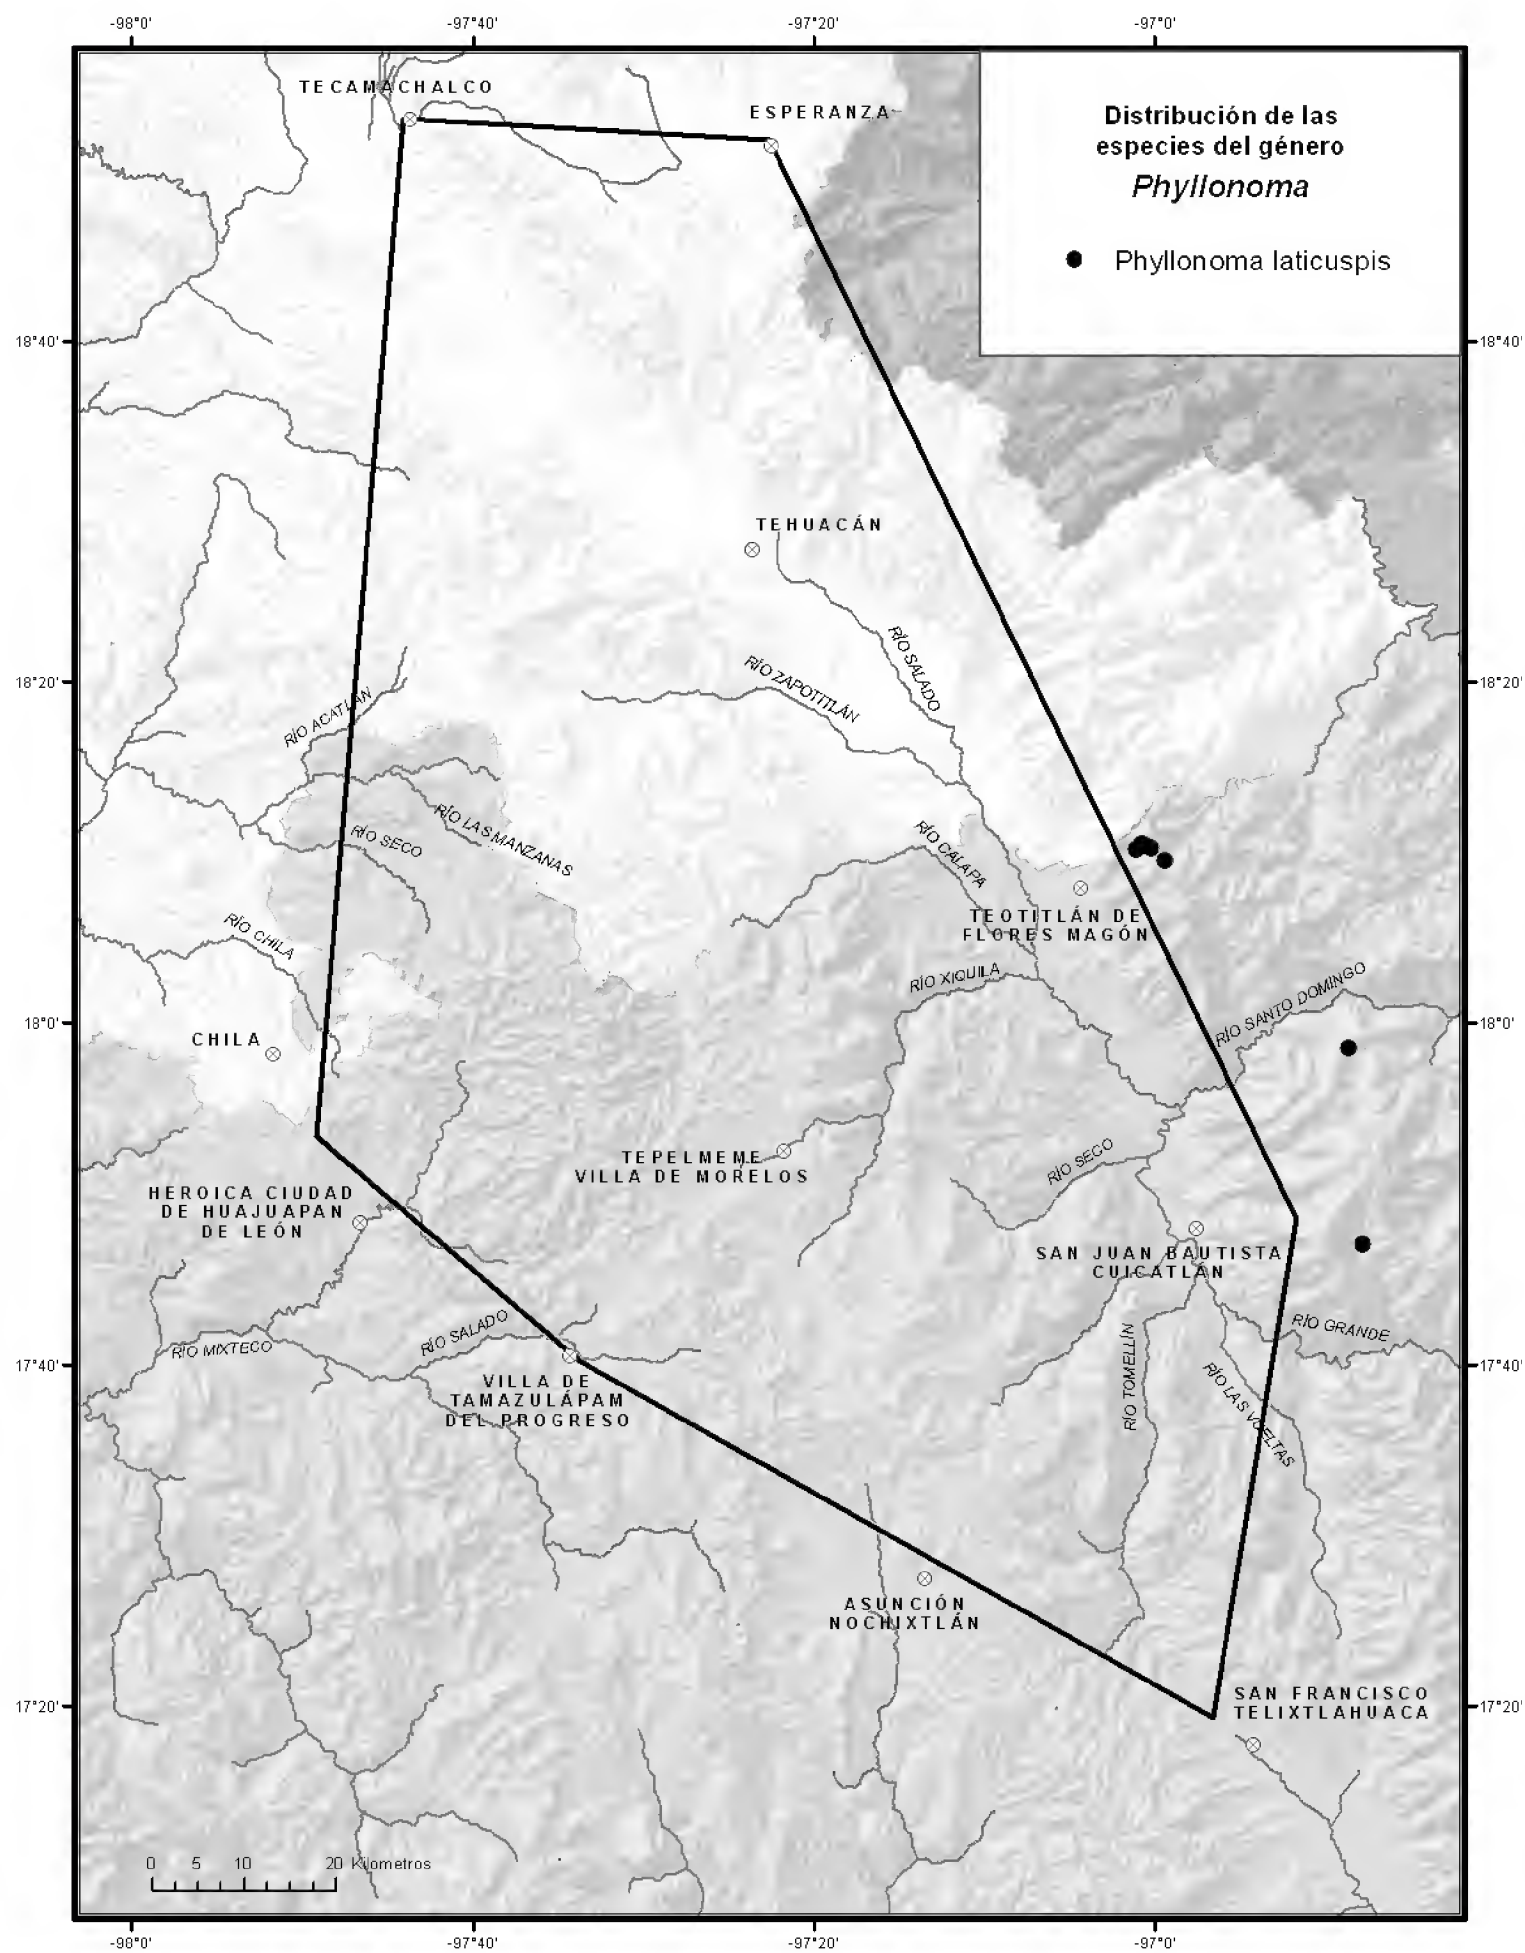 -98°0'
-97°40'
-97°20'
-97°0'
TECAMACHALCO
ESPERANZA
Distribución de las
especies del género
Phyllonoma
Phyllonoma laticuspis
18°40'
18°40'
TEHUACÁN
RÍO SALADO
RÍO ZAPOTITLÁN
18°20'
18°20'
RÍO ACATLÁN
RÍO LAS MANZANAS
RÍO SECO
RÍO CALAPA
TEOTITLÁN DE
FLORES MAGÓN
RÍO CHILA
RÍO XIQUILA
RÍO SANTO DOMINGO
18°0'
18°0'
CHILA
TEPELMEME
VILLA DE MORELOS
RÍO SECO
HEROICA CIUDAD
DE HUAJUAPAN
DE LEÓN
SAN JUAN BAUTISTA
CUICATLÁN
RÍO SALADO
RÍO MIXTECO
RÍO GRANDE
17°40'
17°40'
RÍO TOMELLÍN
RÍO LAS VUELTAS
VILLA DE
TAMAZULÁPAM
DEL PROGRESO
ASUNCIÓN
NOCHIXTLÁN
SAN FRANCISCO
TELIXTLAHUACA
17°20'
17°20'
0 5 10 20 Kilometros
-98°0'
-97°40'
-97°20'
-97°0'